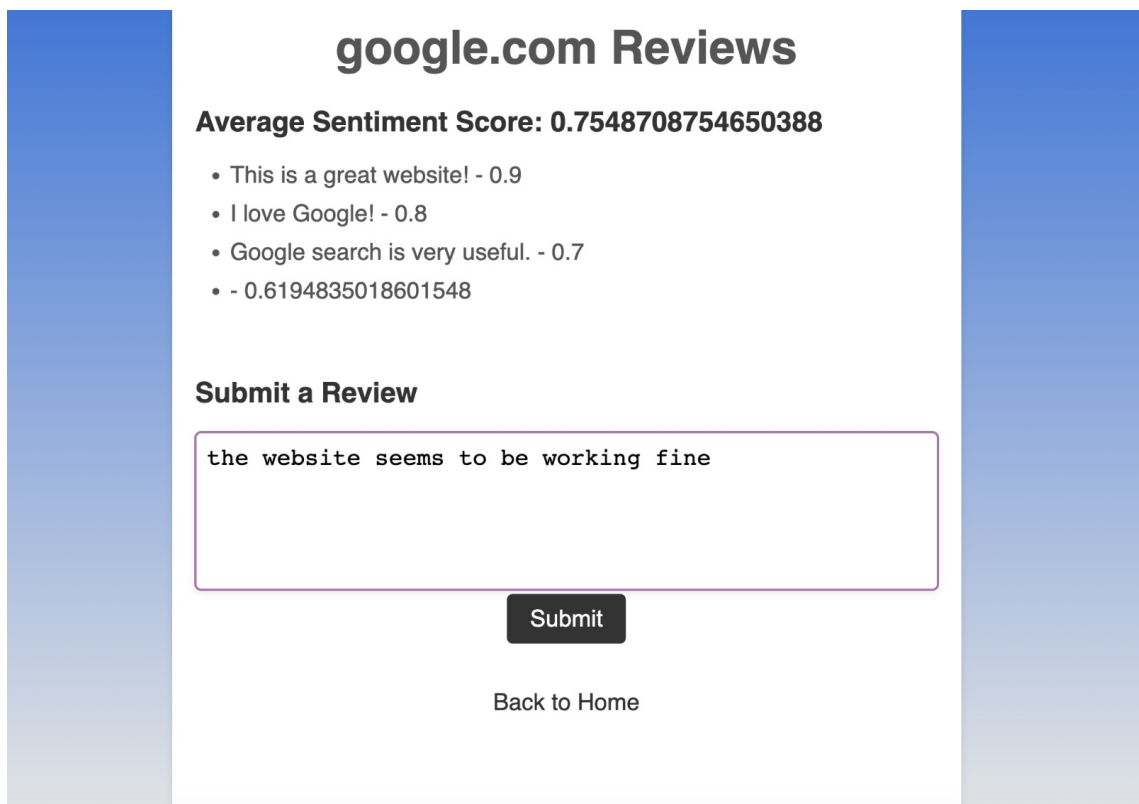 google.com Reviews
Average Sentiment Score: 0.7548708754650388
• This is a great website! - 0.9
• I love Google! - 0.8
• Google search is very useful. - 0.7
• - 0.6194835018601548
Submit a Review
the website seems to be working fine
Submit
Back to Home